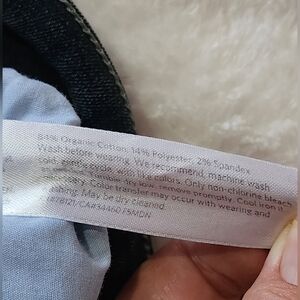 84% Organic Cotton, 14% Polyester, 2% Spandex
Wash before wearing. We recommend, machine wash
cold, gentle cycle, with like colors. Only non-chlorine bleach
tumble dry low, remove promptly. Cool iron if
Color transfer may occur with wearing and
washing. May be dry cleaned.